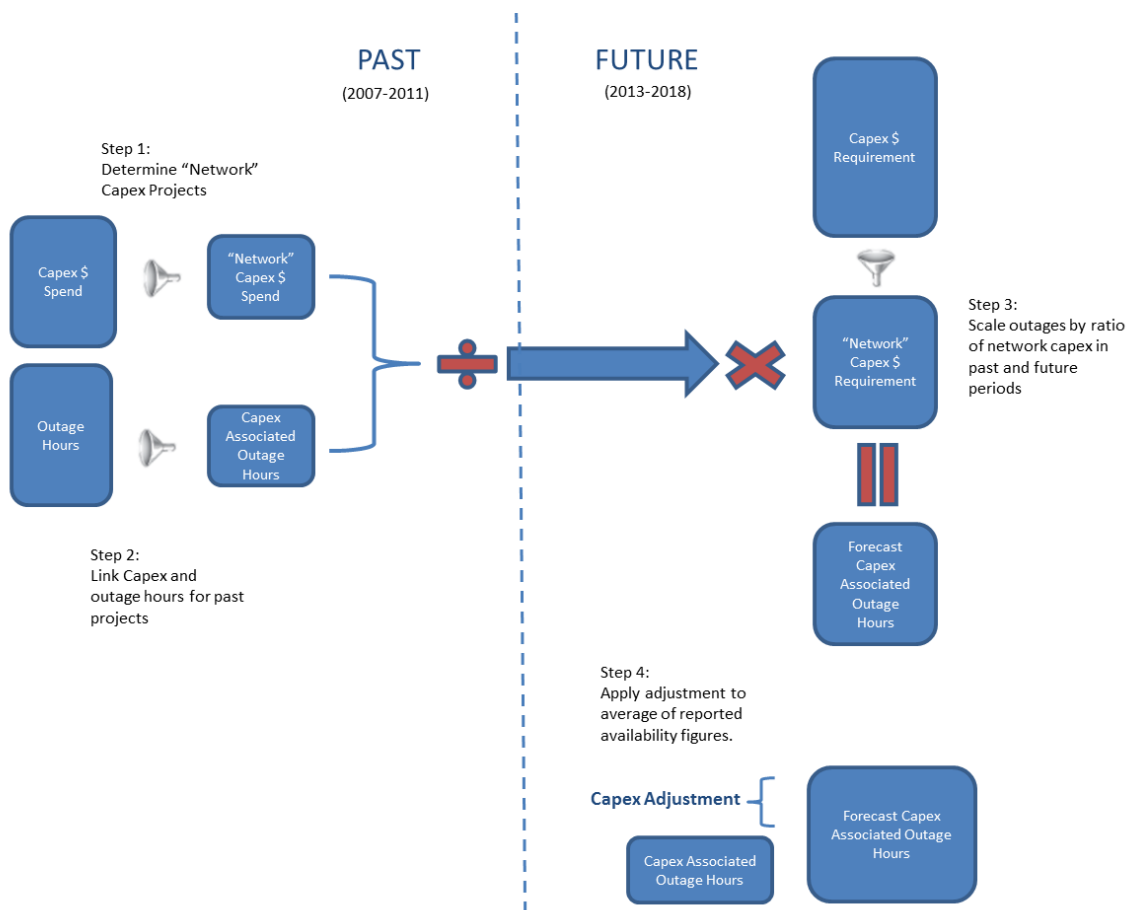 PAST
(2007-2011)
FUTURE
(2013-2018)
Step 1:
Determine “Network”
Capex Projects
Capex $
Spend
“Network”
Capex $
Spend
Outage
Hours
Capex
Associated
Outage
Hours
Step 2:
Link Capex and
outage hours for past
projects
Capex $
Requirement
“Network”
Capex $
Requirement
Step 3:
Scale outages by ratio
of network capex in
past and future
periods
Forecast
Capex
Associated
Outage
Hours
Step 4:
Apply adjustment to
average of reported
availability figures.
Capex Adjustment
Capex Associated
Outage Hours
Forecast Capex
Associated Outage
Hours